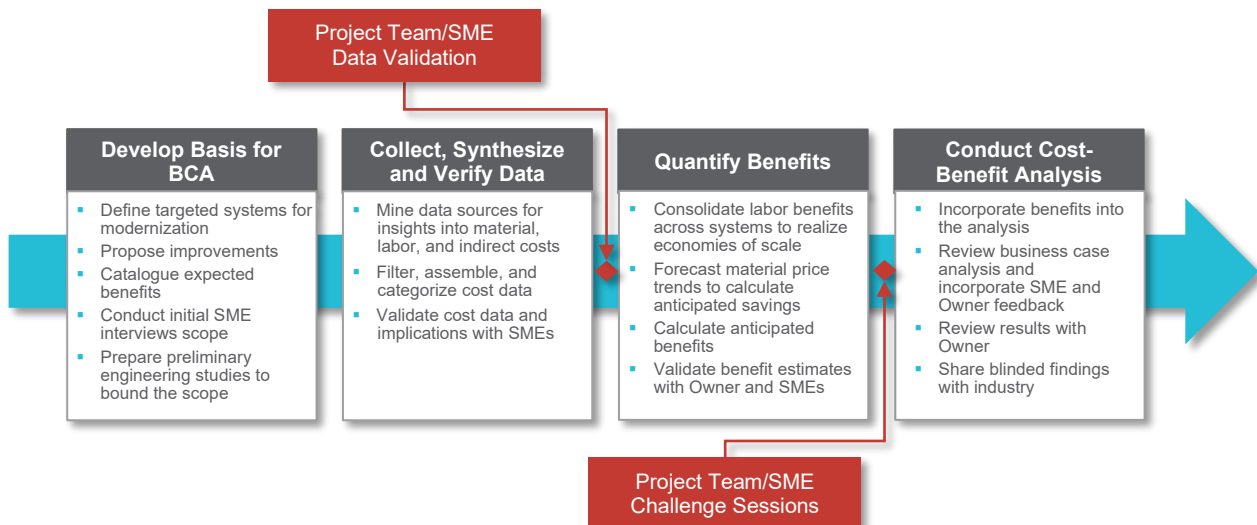 Project Team/SME
Data Validation
Develop Basis for
BCA
Define targeted systems for
modernization
Propose improvements
Catalogue expected
benefits
Conduct initial SME
interviews scope
Prepare preliminary
engineering studies to
bound the scope
Collect, Synthesize
and Verify Data
Mine data sources for
insights into material,
labor, and indirect costs
Filter, assemble, and
categorize cost data
Validate cost data and
implications with SMEs
Quantify Benefits
Consolidate labor benefits
across systems to realize
economies of scale
Forecast material price
trends to calculate
anticipated savings
Calculate anticipated
benefits
Validate benefit estimates
with Owner and SMEs
Conduct Cost-
Benefit Analysis
Incorporate benefits into
the analysis
Review business case
analysis and
incorporate SME and
Owner feedback
Review results with
Owner
Share blinded findings
with industry
Project Team/SME
Challenge Sessions